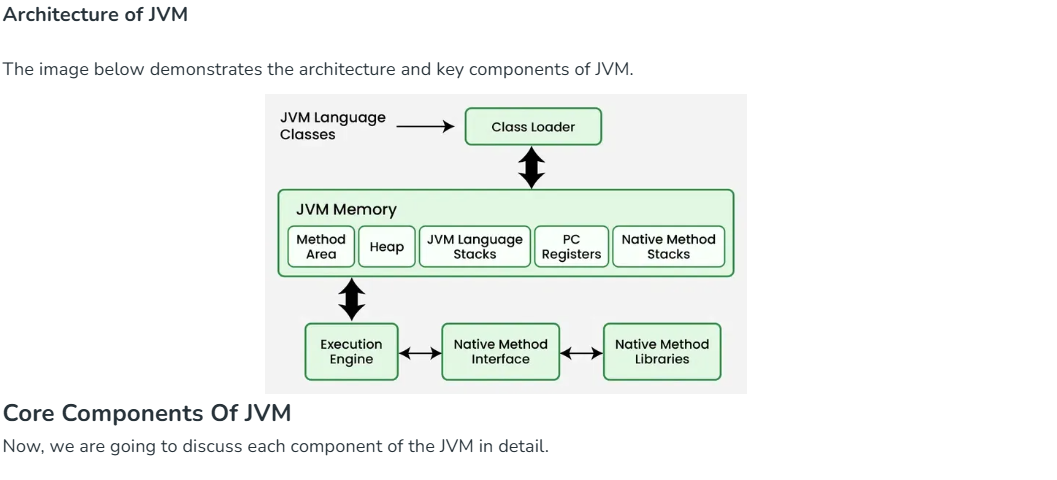 Architecture of JVM
The image below demonstrates the architecture and key components of JVM.
JVM Language
Classes
Class Loader
JVM Memory
Method
Area
Heap
JVM Language
Stacks
PC
Registers
Native Method
Stacks
Execution
Engine
Native Method
Interface
Native Method
Libraries
Core Components Of JVM
Now, we are going to discuss each component of the JVM in detail.